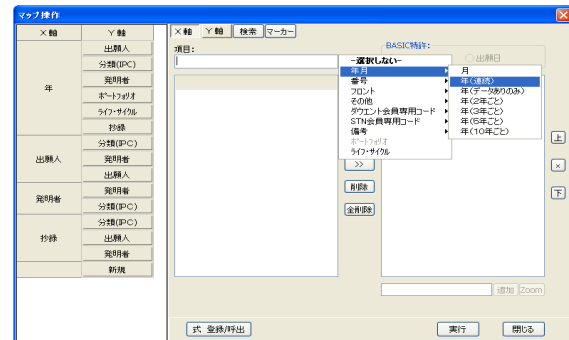 マップ操作
X軸 Y軸
年
出願人
分類(IPC)
発明者
ポートフォリオ
ライフ・サイクル
抄録
出願人
分類(IPC)
発明者
出願人
発明者
発明者
分類(IPC)
抄録
分類(IPC)
出願人
発明者
新規
X軸 Y軸 検索 マーカー
項目:
BASIC特許:
出願日
-選択しない-
年月
番号
フロント
その他
ダウエント会員専用コード
STN会員専用コード
備考
ポートフォリオ
ライフ・サイクル
月
年(連続)
年(データありのみ)
年(2年ごと)
年(3年ごと)
年(5年ごと)
年(10年ごと)
>>
削除
全削除
上
×
下
追加 Zoom
式 登録/呼出
実行 閉じる